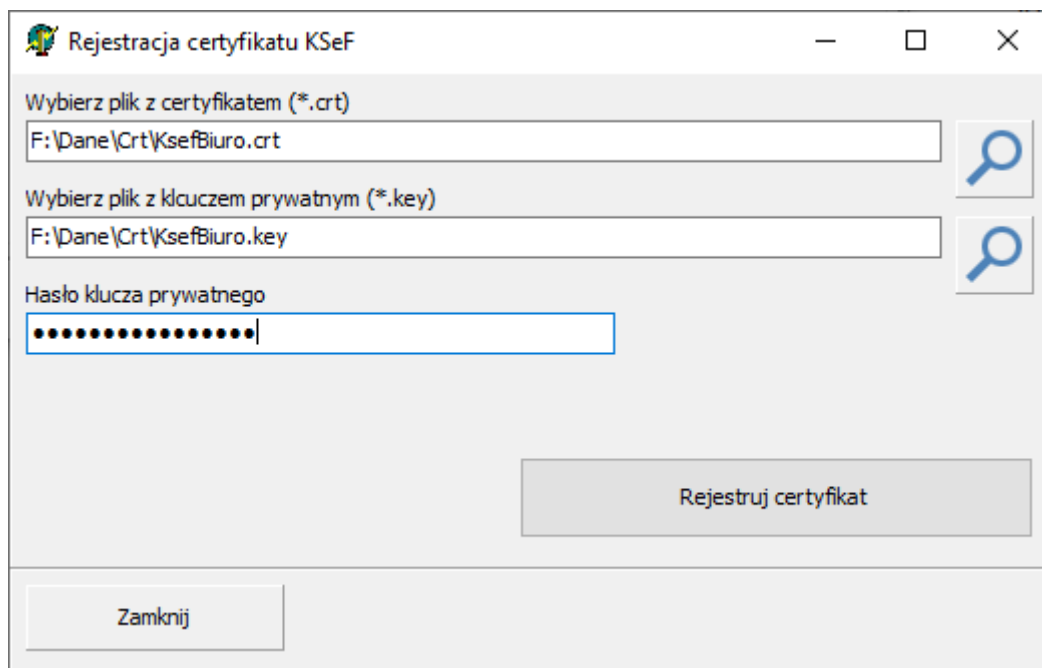 Rejestracja certyfikatu KSeF
Wybierz plik z certyfikatem (*.crt)
F:\Dane\Crt\KsefBiuro.crt
Wybierz plik z klcuczem prywatnym (*.key)
F:\Dane\Crt\KsefBiuro.key
Hasło klucza prywatnego
●●●●●●●●●●●●●●●●
Rejestruj certyfikat
Zamknij